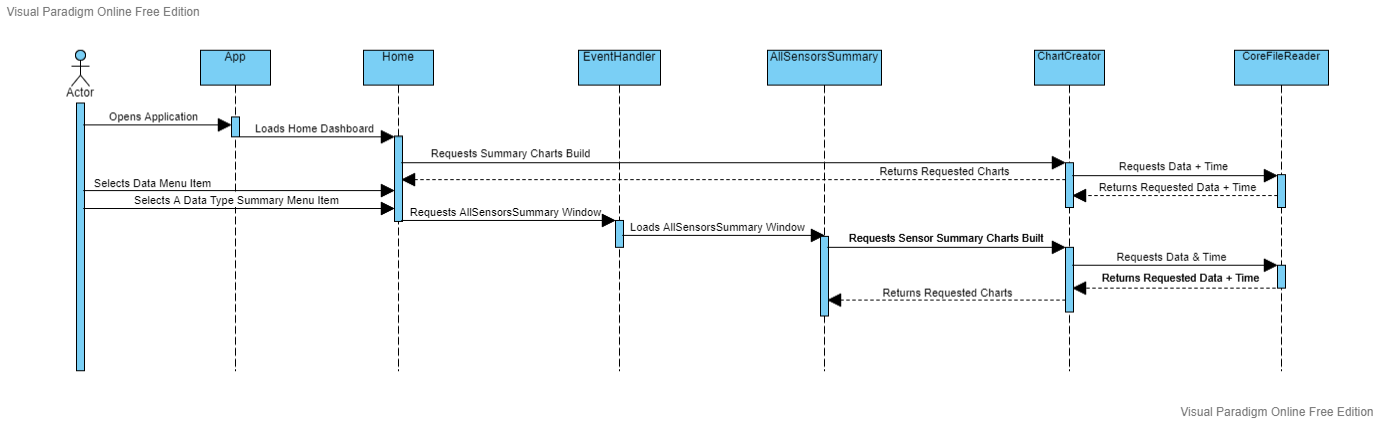 Visual Paradigm Online Free Edition
Actor
App
Home
EventHandler
AllSensorsSummary
ChartCreator
CoreFileReader
Opens Application
Loads Home Dashboard
Requests Summary Charts Build
Requests Data + Time
Returns Requested Charts
Returns Requested Data + Time
Selects Data Menu Item
Selects A Data Type Summary Menu Item
Requests AllSensorsSummary Window
Loads AllSensorsSummary Window
Requests Sensor Summary Charts Built
Requests Data & Time
Returns Requested Data + Time
Returns Requested Charts
Visual Paradigm Online Free Edition